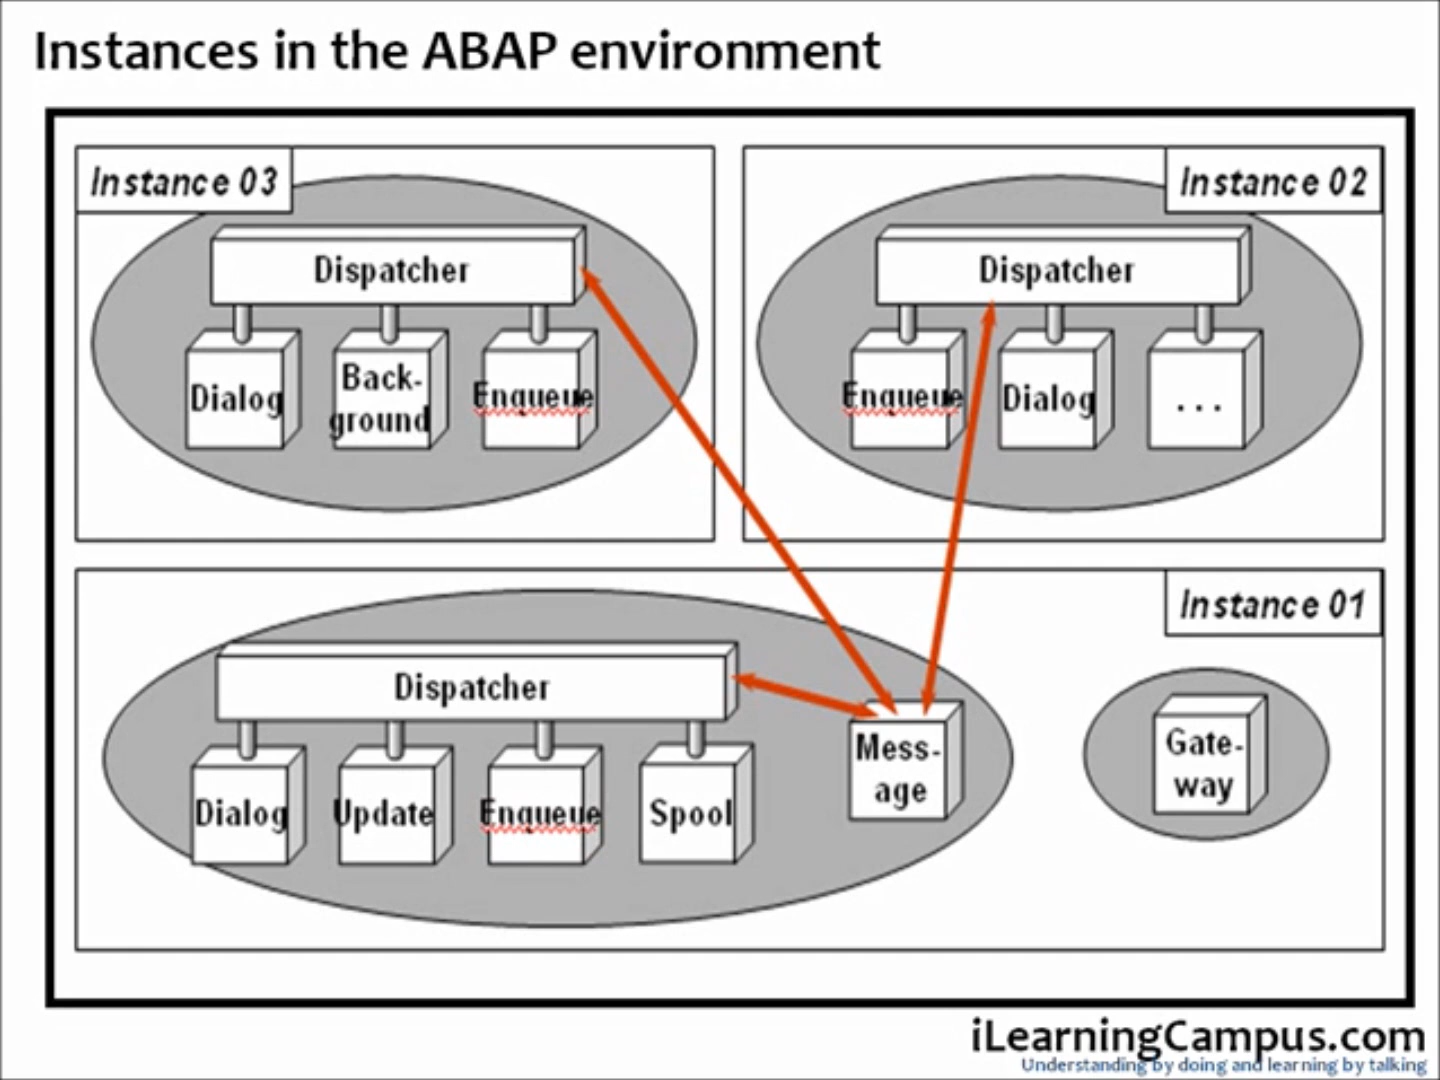 Instances in the ABAP environment
Instance 03
Dispatcher
Dialog
Back-
ground
Enqueue
Instance 02
Dispatcher
Enqueue
Dialog
...
Instance 01
Dispatcher
Dialog
Update
Enqueue
Spool
Mess-
age
Gate-
way
iLearningCampus.com
Understanding by doing and learning by talking